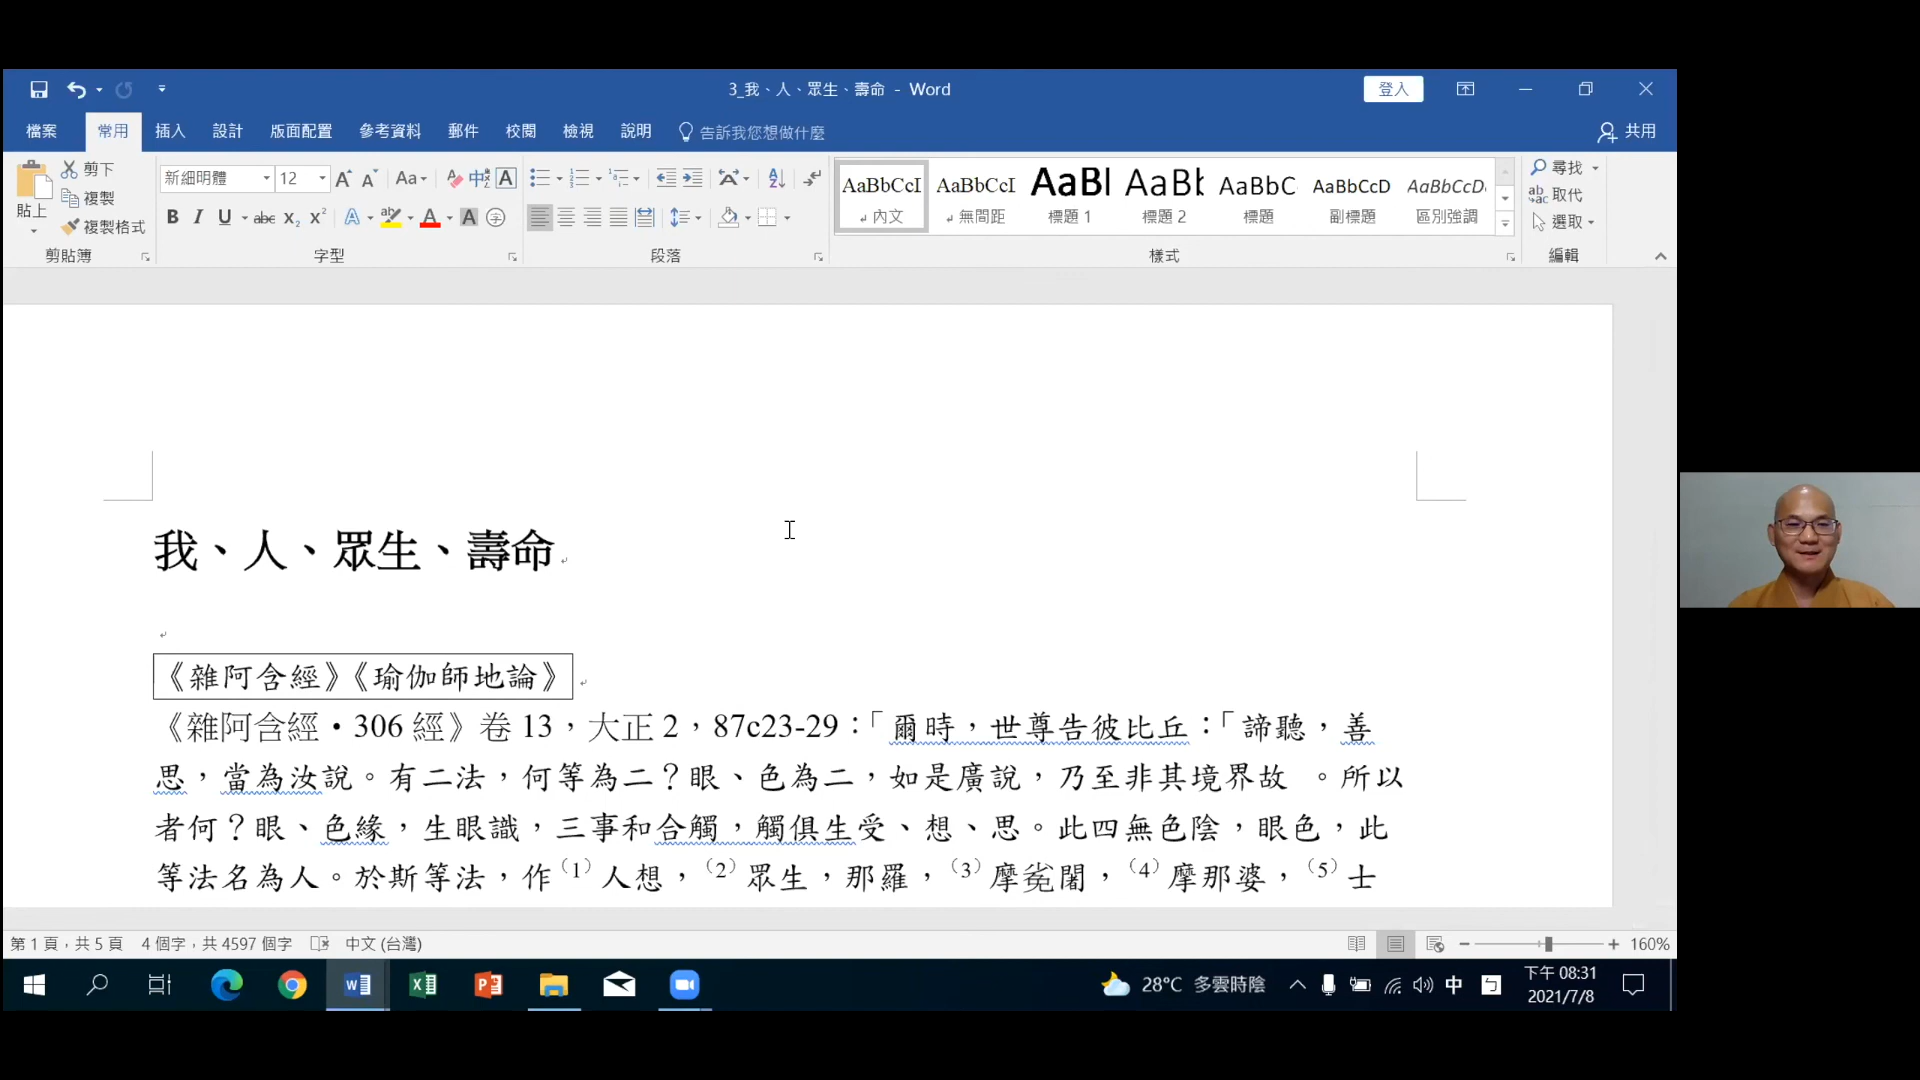 3_我、人、眾生、壽命 - Word
登入
檔案 常用 插入 設計 版面配置 參考資料 郵件 校閱 檢視 說明 告訴我您想做什麼 共用
貼上 剪下 複製 複製格式
新細明體 12
AaBbCcI AaBbCcI AaBl AaBk AaBbC AaBbCcD AaBbCcD
內文 無間距 標題 1 標題 2 標題 副標題 區別強調
尋找 取代 選取
剪貼簿 字型 段落 樣式 編輯
我、人、眾生、壽命
《雜阿含經》《瑜伽師地論》
《雜阿含經‧306 經》卷 13，大正 2，87c23-29：「爾時，世尊告彼比丘：「諦聽，善
思，當為汝說。有二法，何等為二？眼、色為二，如是廣說，乃至非其境界故 。所以
者何？眼、色緣，生眼識，三事和合觸，觸俱生受、想、思。此四無色陰，眼色，此
等法名為人。於斯等法，作（1）人想，（2）眾生，那羅，（3）摩㝹闍，（4）摩那婆，（5）士
第 1 頁，共 5 頁 4 個字，共 4597 個字 中文 (台灣) 160%
28°C 多雲時陰 中 ㄅ 下午 08:31
2021/7/8